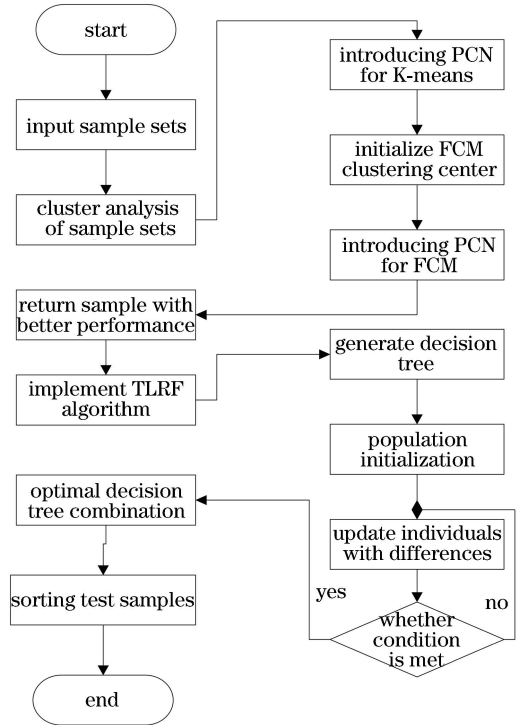 start
input sample sets
cluster analysis
of sample sets
introducing PCN
for K-means
initialize FCM
clustering center
introducing PCN
for FCM
return sample with
better performance
implement TLRF
algorithm
generate decision
tree
population
initialization
update individuals
with differences
whether
condition
is met
yes
no
optimal decision
tree combination
sorting test samples
end